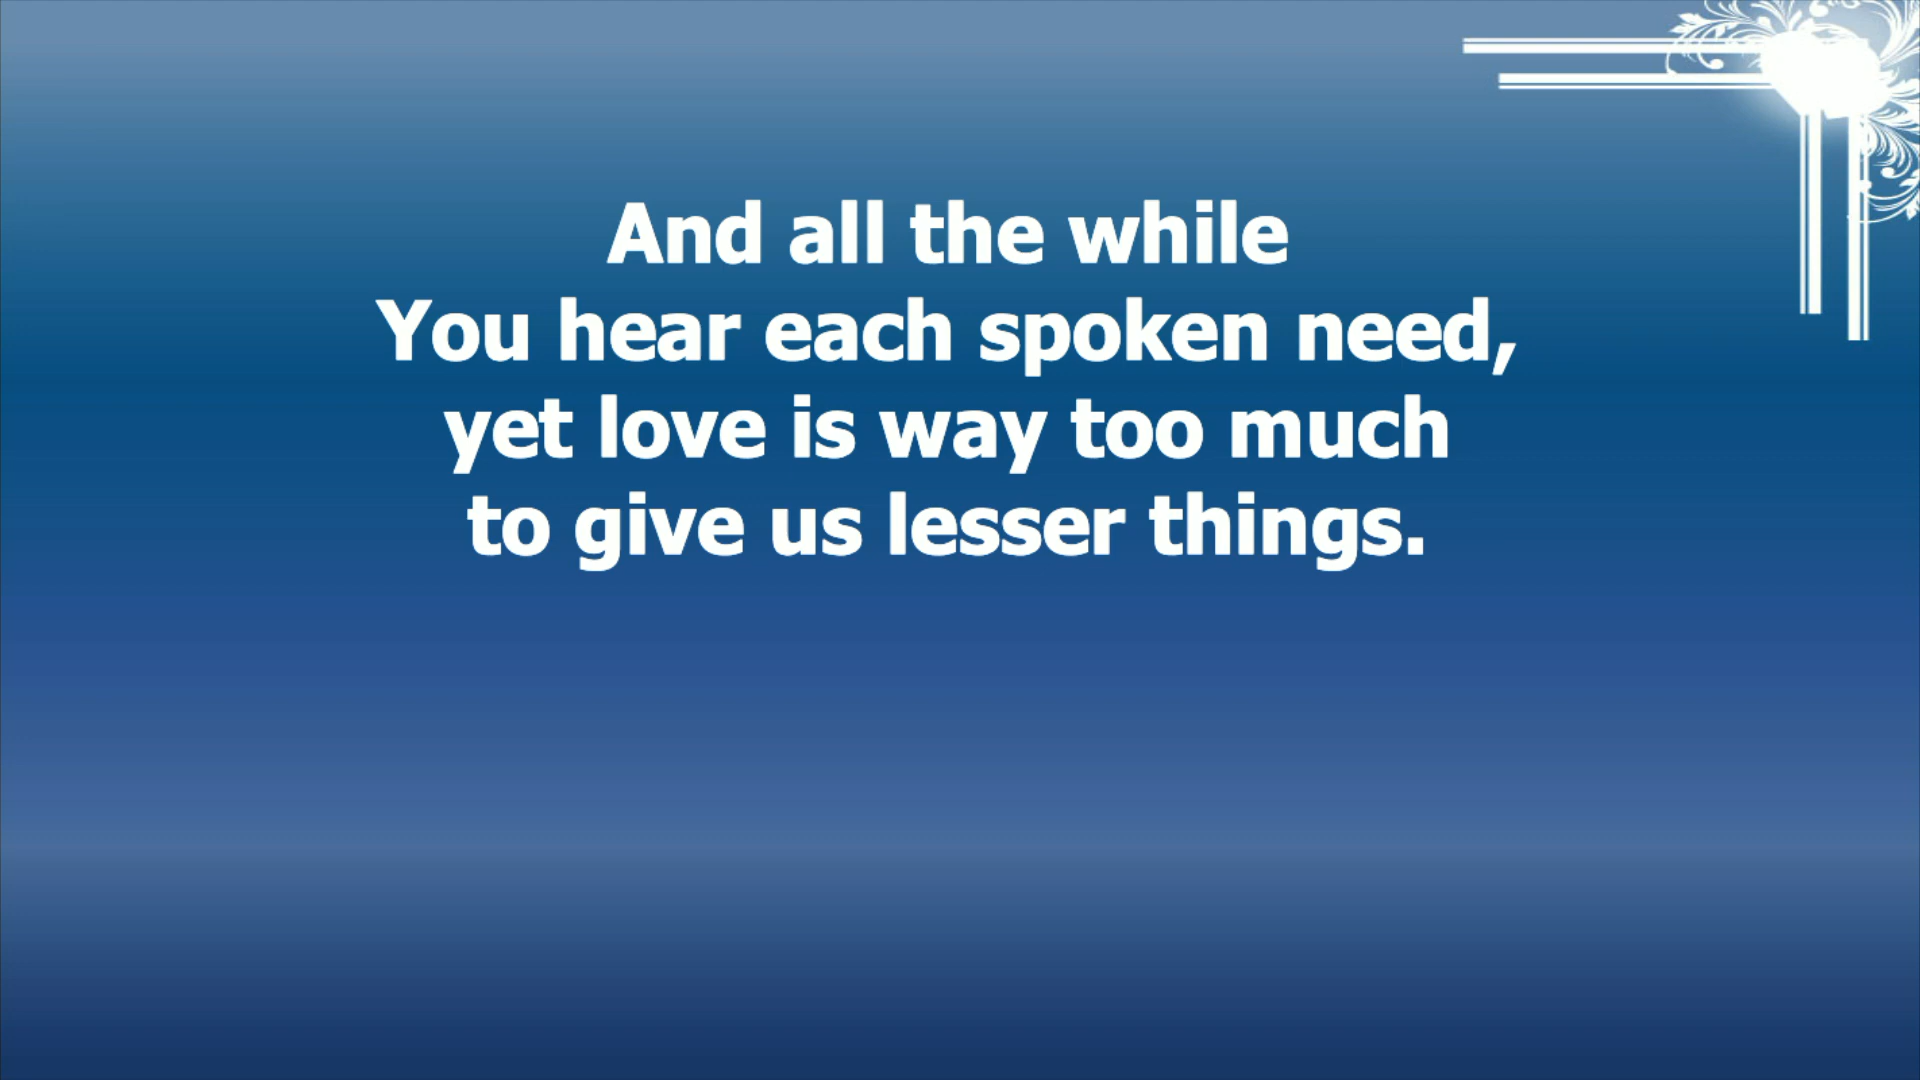 And all the while
You hear each spoken need,
yet love is way too much
to give us lesser things.